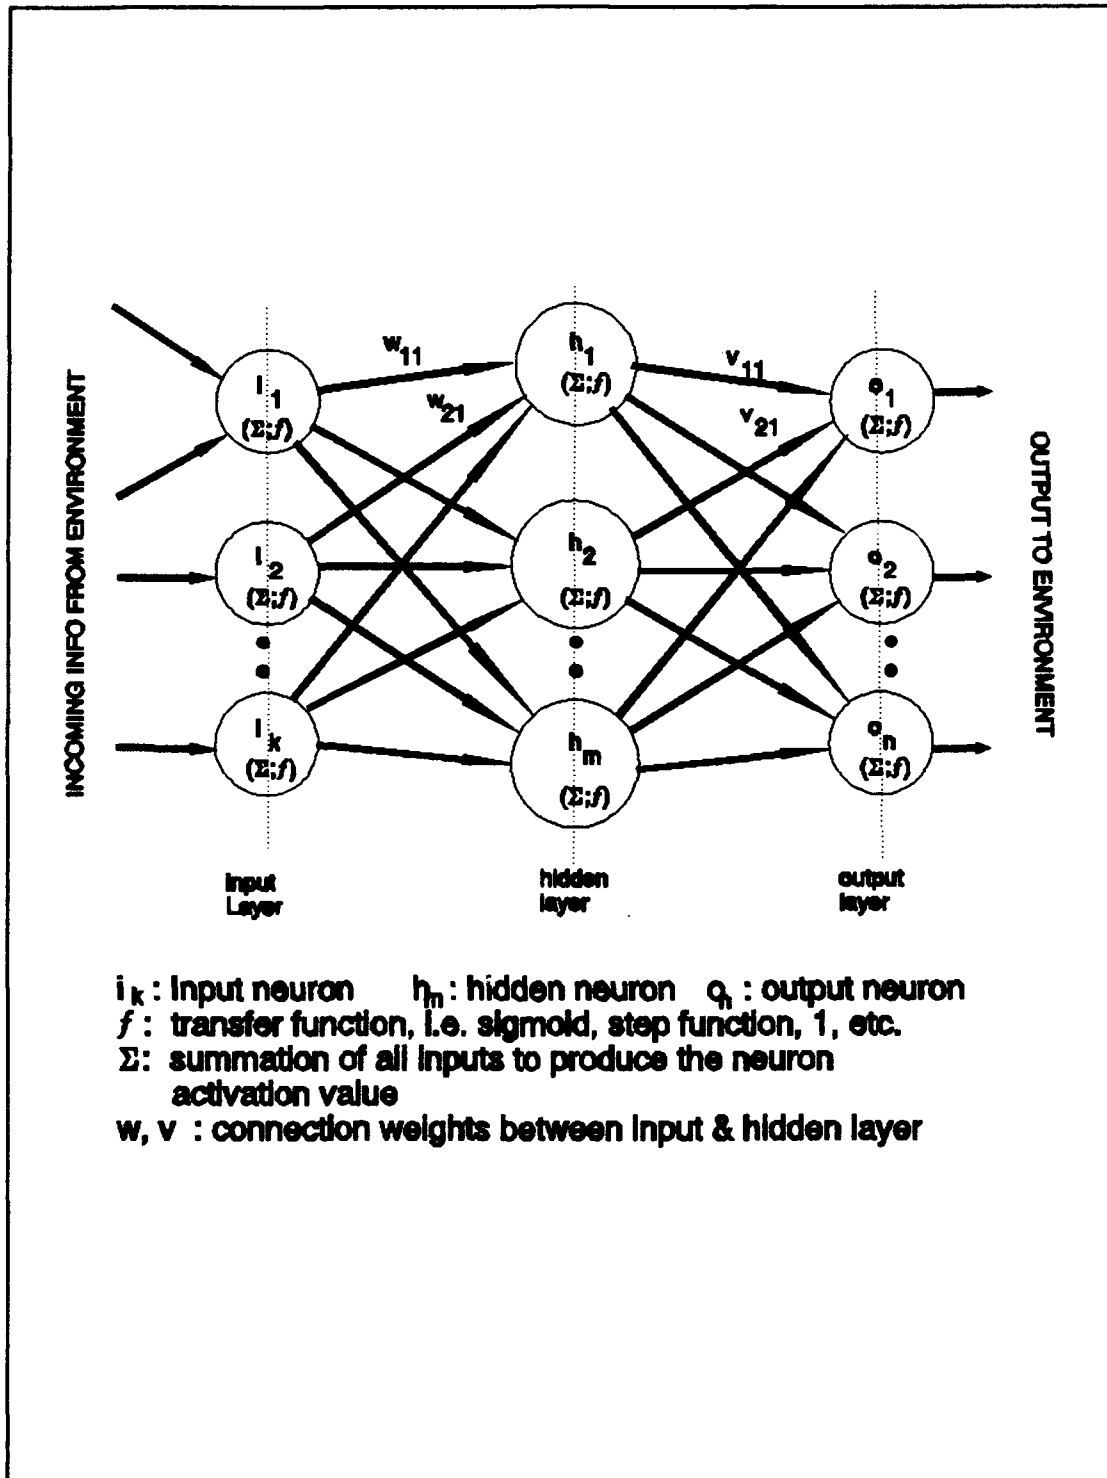 INCOMING INFO FROM ENVIRONMENT
w11
w21
I1
(Σ;f)
I2
(Σ;f)
Ik
(Σ;f)
h1
(Σ;f)
h2
(Σ;f)
hm
(Σ;f)
v11
v21
o1
(Σ;f)
o2
(Σ;f)
on
(Σ;f)
OUTPUT TO ENVIRONMENT
input
Layer
hidden
layer
output
layer
ik : Input neuron hm : hidden neuron on : output neuron
f : transfer function, i.e. sigmoid, step function, 1, etc.
Σ: summation of all inputs to produce the neuron
activation value
w, v : connection weights between input & hidden layer